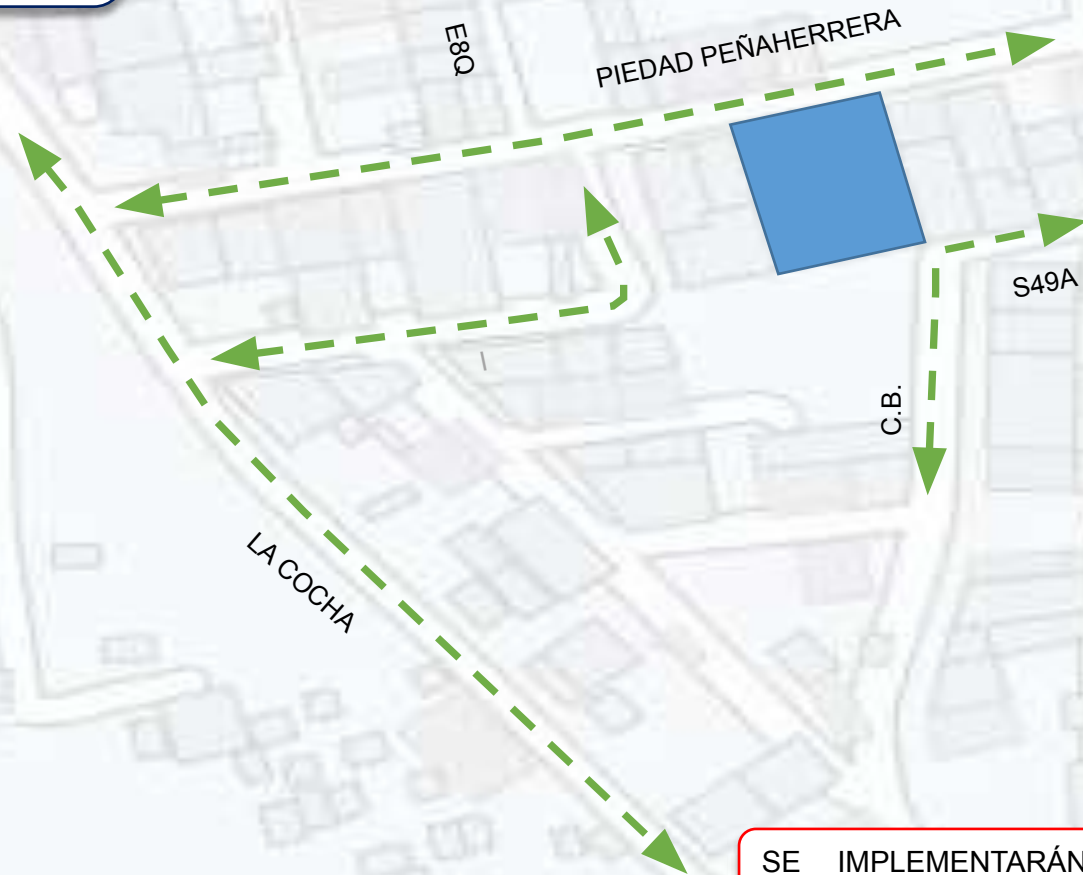 E8Q
PIEDAD PEÑAHERRERA
S49A
C.B.
LA COCHA
SE IMPLEMENTARÁN